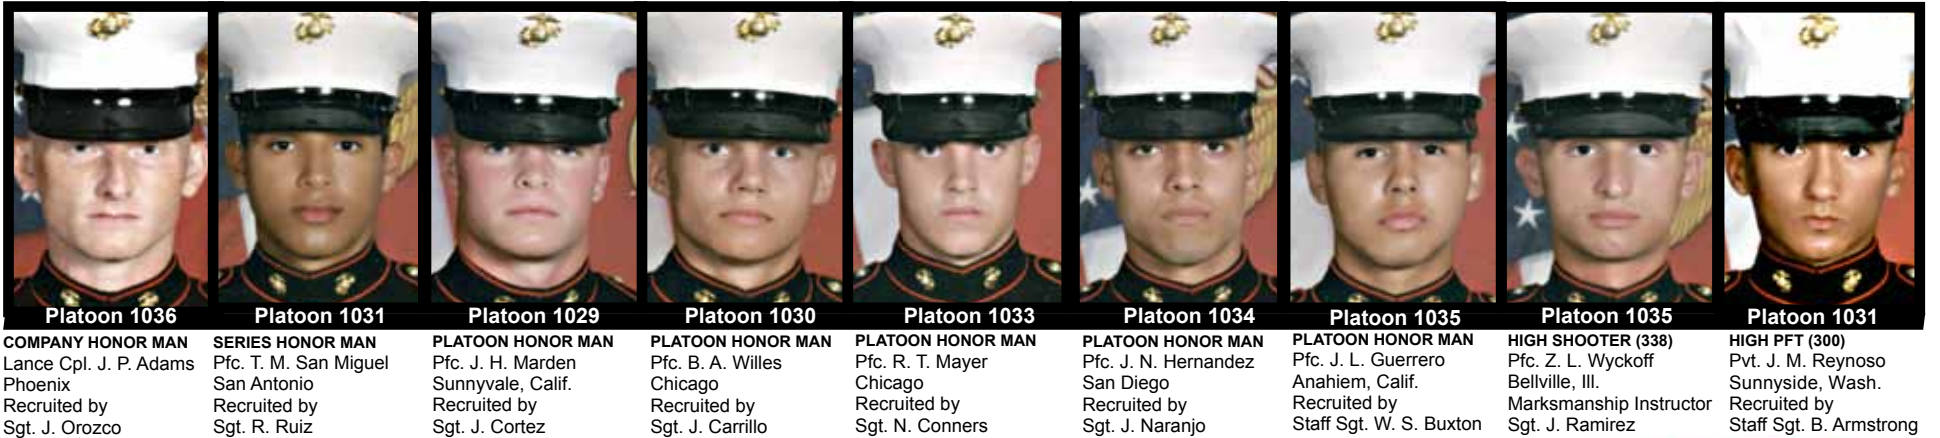 Platoon 1036
COMPANY HONOR MAN
Lance Cpl. J. P. Adams
Phoenix
Recruited by
Sgt. J. Orozco
Platoon 1031
SERIES HONOR MAN
Pfc. T. M. San Miguel
San Antonio
Recruited by
Sgt. R. Ruiz
Platoon 1029
PLATOON HONOR MAN
Pfc. J. H. Marden
Sunnyvale, Calif.
Recruited by
Sgt. J. Cortez
Platoon 1030
PLATOON HONOR MAN
Pfc. B. A. Willes
Chicago
Recruited by
Sgt. J. Carrillo
Platoon 1033
PLATOON HONOR MAN
Pfc. R. T. Mayer
Chicago
Recruited by
Sgt. N. Conners
Platoon 1034
PLATOON HONOR MAN
Pfc. J. N. Hernandez
San Diego
Recruited by
Sgt. J. Naranjo
Platoon 1035
PLATOON HONOR MAN
Pfc. J. L. Guerrero
Anahiem, Calif.
Recruited by
Staff Sgt. W. S. Buxton
Platoon 1035
HIGH SHOOTER (338)
Pfc. Z. L. Wyckoff
Bellville, Ill.
Marksmanship Instructor
Sgt. J. Ramirez
Platoon 1031
HIGH PFT (300)
Pvt. J. M. Reynoso
Sunnyside, Wash.
Recruited by
Staff Sgt. B. Armstrong